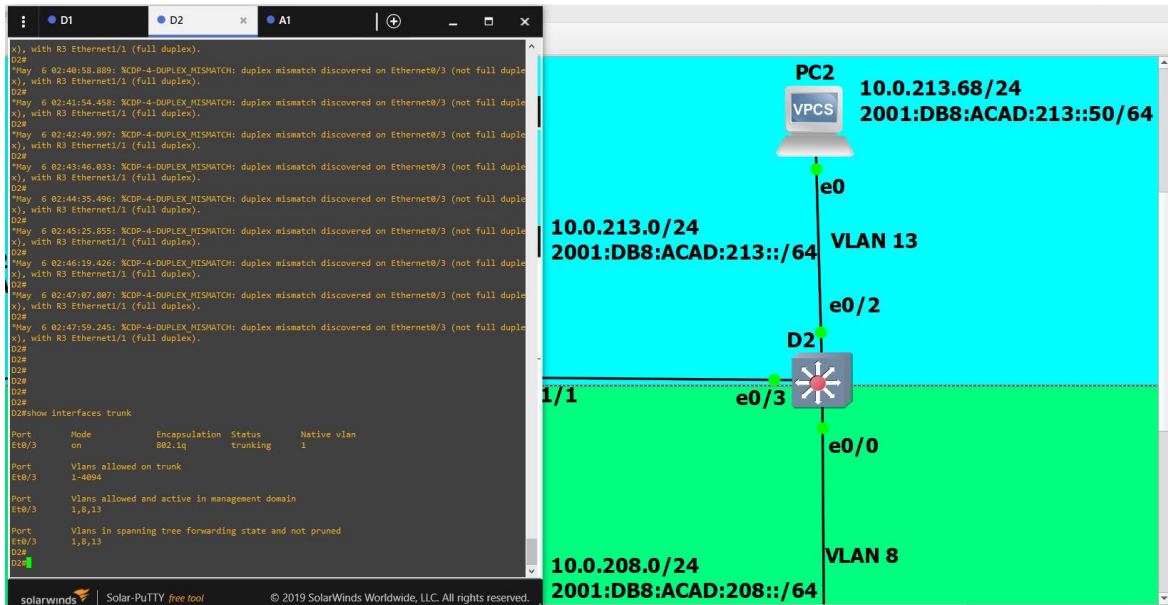 D1
D2
×
A1
x), with R3 Ethernet1/1 (full duplex).
D2#
*May  6 02:40:58.889: %CDP-4-DUPLEX_MISMATCH: duplex mismatch discovered on Ethernet0/3 (not full duple
x), with R3 Ethernet1/1 (full duplex).
D2#
*May  6 02:41:54.458: %CDP-4-DUPLEX_MISMATCH: duplex mismatch discovered on Ethernet0/3 (not full duple
x), with R3 Ethernet1/1 (full duplex).
D2#
*May  6 02:42:49.997: %CDP-4-DUPLEX_MISMATCH: duplex mismatch discovered on Ethernet0/3 (not full duple
x), with R3 Ethernet1/1 (full duplex).
D2#
*May  6 02:43:46.033: %CDP-4-DUPLEX_MISMATCH: duplex mismatch discovered on Ethernet0/3 (not full duple
x), with R3 Ethernet1/1 (full duplex).
D2#
*May  6 02:44:35.496: %CDP-4-DUPLEX_MISMATCH: duplex mismatch discovered on Ethernet0/3 (not full duple
x), with R3 Ethernet1/1 (full duplex).
D2#
*May  6 02:45:25.855: %CDP-4-DUPLEX_MISMATCH: duplex mismatch discovered on Ethernet0/3 (not full duple
x), with R3 Ethernet1/1 (full duplex).
D2#
*May  6 02:46:19.426: %CDP-4-DUPLEX_MISMATCH: duplex mismatch discovered on Ethernet0/3 (not full duple
x), with R3 Ethernet1/1 (full duplex).
D2#
*May  6 02:47:07.807: %CDP-4-DUPLEX_MISMATCH: duplex mismatch discovered on Ethernet0/3 (not full duple
x), with R3 Ethernet1/1 (full duplex).
D2#
*May  6 02:47:59.245: %CDP-4-DUPLEX_MISMATCH: duplex mismatch discovered on Ethernet0/3 (not full duple
x), with R3 Ethernet1/1 (full duplex).
D2#
D2#
D2#
D2#
D2#
D2#show interfaces trunk
Port        Mode             Encapsulation  Status        Native vlan
Et0/3       on               802.1q         trunking      1
Port        Vlans allowed on trunk
Et0/3       1-4094
Port        Vlans allowed and active in management domain
Et0/3       1,8,13
Port        Vlans in spanning tree forwarding state and not pruned
Et0/3       1,8,13
D2#
D2#
solarwinds Solar-PuTTY free tool © 2019 SolarWinds Worldwide, LLC. All rights reserved.
PC2
VPCS
10.0.213.68/24
2001:DB8:ACAD:213::50/64
e0
10.0.213.0/24
2001:DB8:ACAD:213::/64
VLAN 13
e0/2
D2
1/1
e0/3
e0/0
VLAN 8
10.0.208.0/24
2001:DB8:ACAD:208::/64